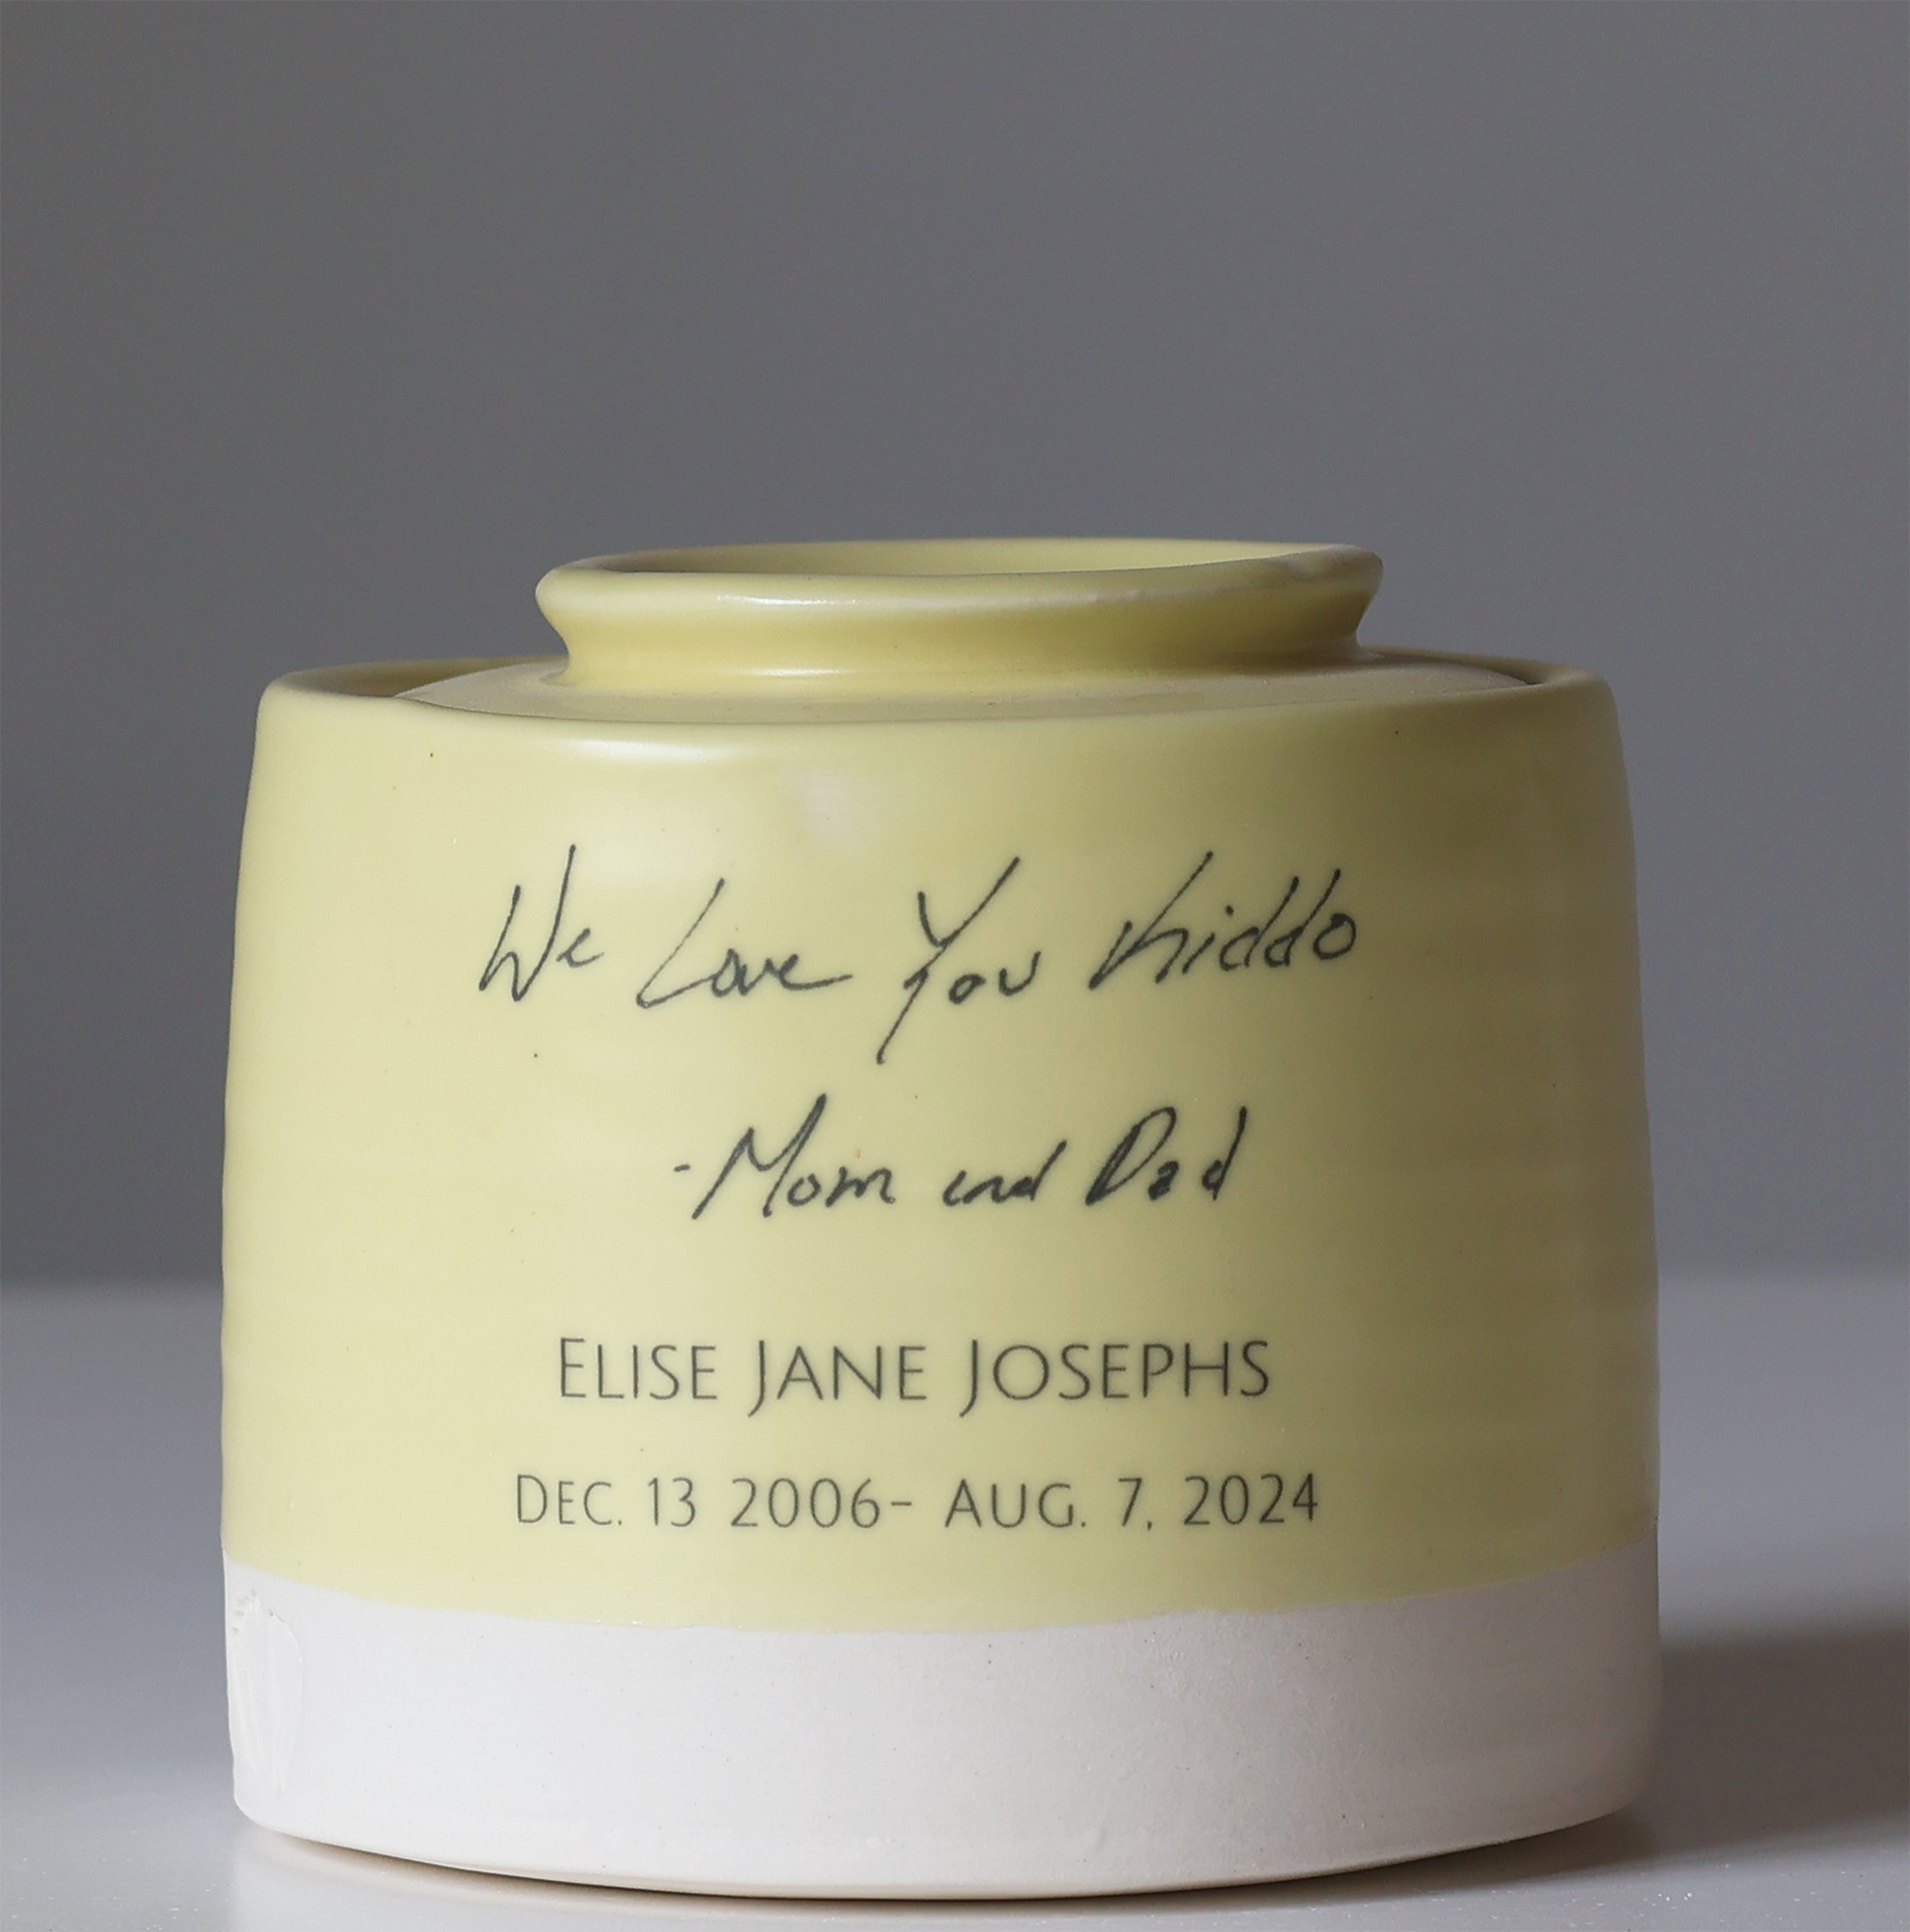 We Love You Kiddo
-Mom and Dad
ELISE JANE JOSEPHS
DEC. 13 2006- AUG. 7, 2024